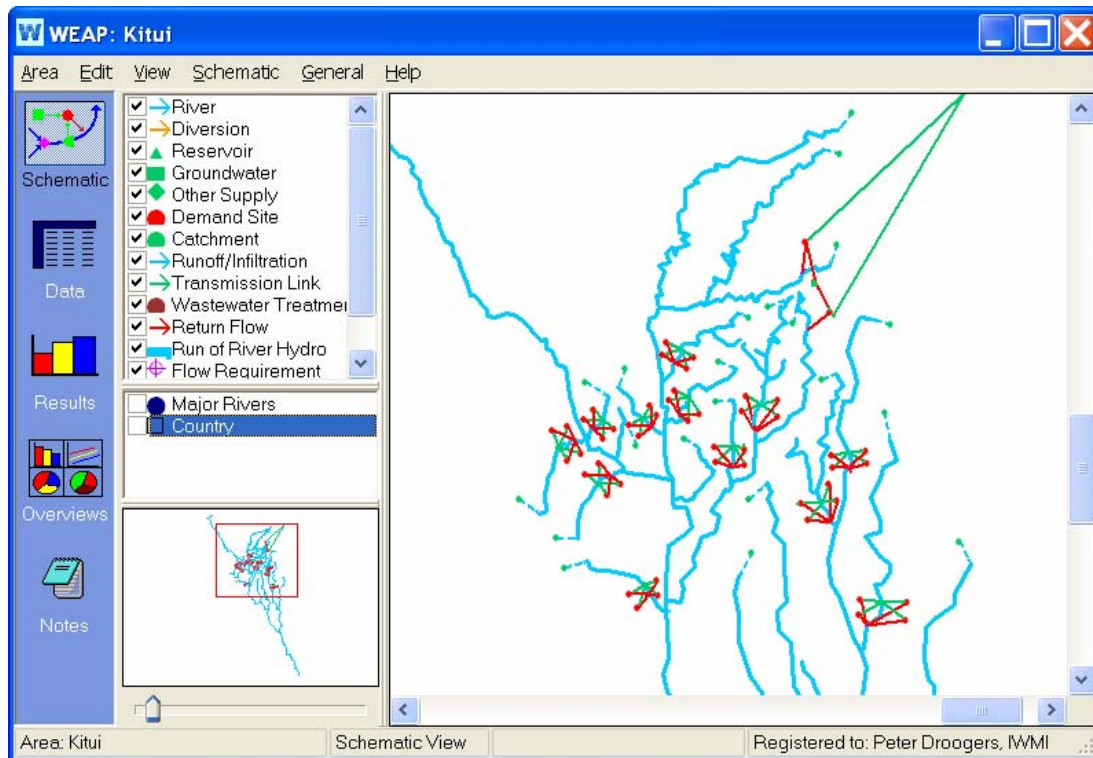 WEAP: Kitui
Area Edit View Schematic General Help
Schematic
Data
Results
Overviews
Notes
River
Diversion
Reservoir
Groundwater
Other Supply
Demand Site
Catchment
Runoff/Infiltration
Transmission Link
Wastewater Treatmer
Return Flow
Run of River Hydro
Flow Requirement
Major Rivers
Country
Area: Kitui Schematic View Registered to: Peter Droogers, IWMI